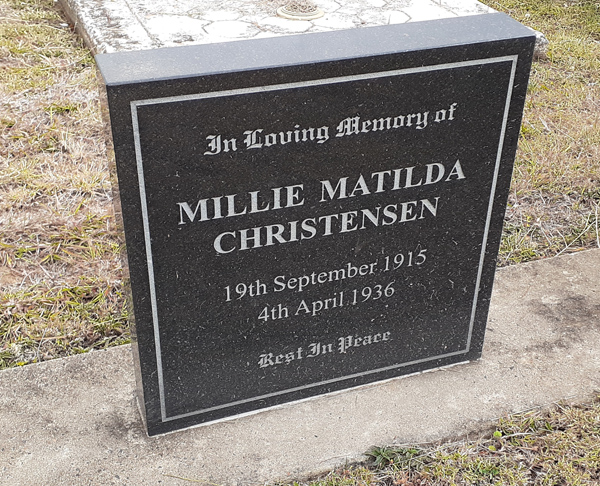 In Loving Memory of
MILLIE MATILDA
CHRISTENSEN
19th September 1915
4th April 1936
Rest In Peace